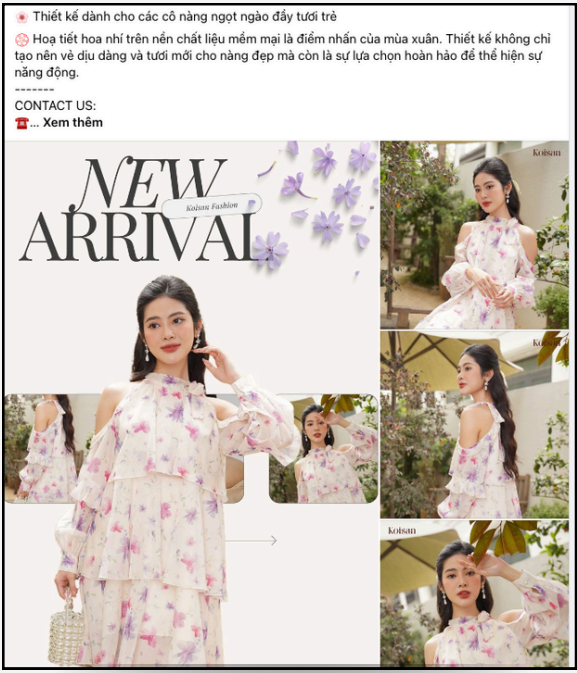 🌸 Thiết kế dành cho các cô nàng ngọt ngào đầy tươi trẻ
💮 Hoạ tiết hoa nhí trên nền chất liệu mềm mại là điểm nhấn của mùa xuân. Thiết kế không chỉ
tạo nên vẻ dịu dàng và tươi mới cho nàng đẹp mà còn là sự lựa chọn hoàn hảo để thể hiện sự
năng động.
-------
CONTACT US:
☎️... Xem thêm
NEW
Koisan Fashion
ARRIVAL
Koisan
Koisan
Koisan